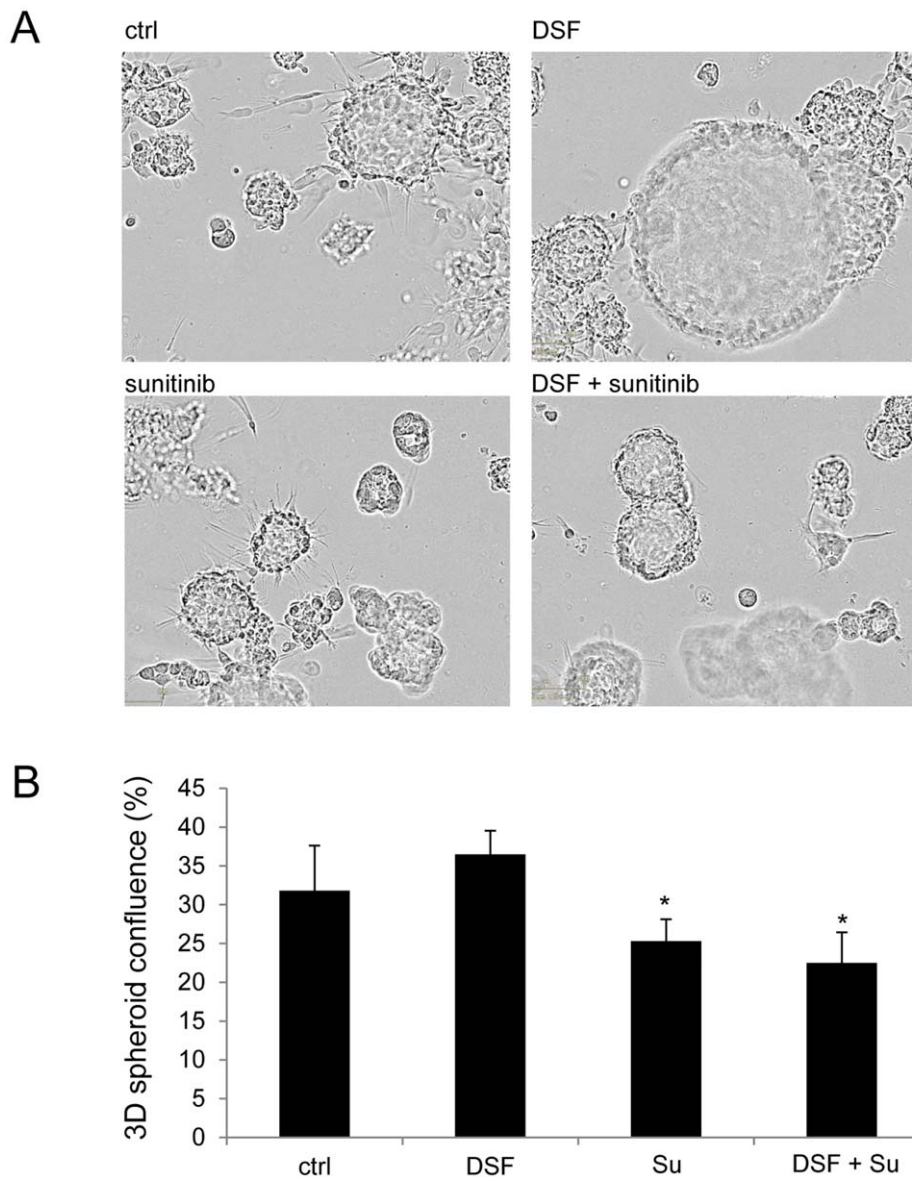 A
ctrl
DSF
sunitinib
DSF + sunitinib
B
3D spheroid confluence (%)
45
40
35
30
25
20
15
10
5
0
*
*
ctrl
DSF
Su
DSF + Su